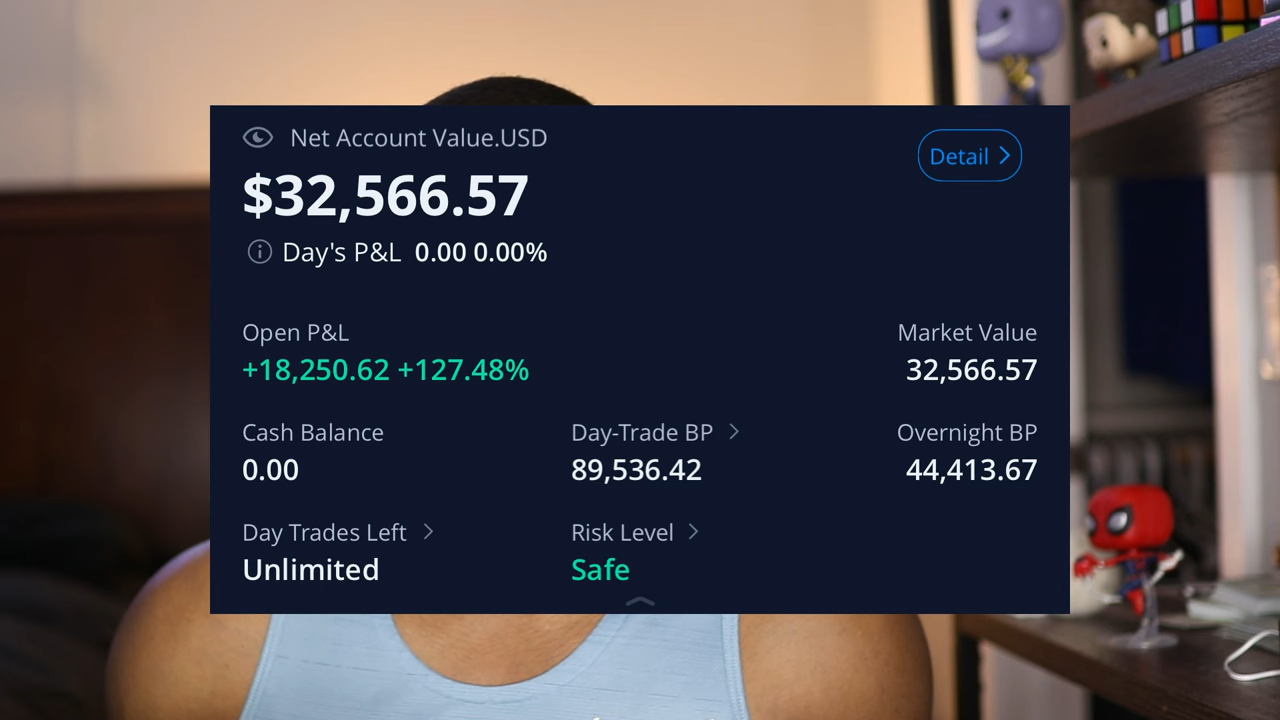 Net Account Value.USD
Detail
$32,566.57
Day's P&L 0.00 0.00%
Open P&L
Market Value
+18,250.62 +127.48%
32,566.57
Cash Balance
Day-Trade BP
Overnight BP
0.00
89,536.42
44,413.67
Day Trades Left
Risk Level
Unlimited
Safe